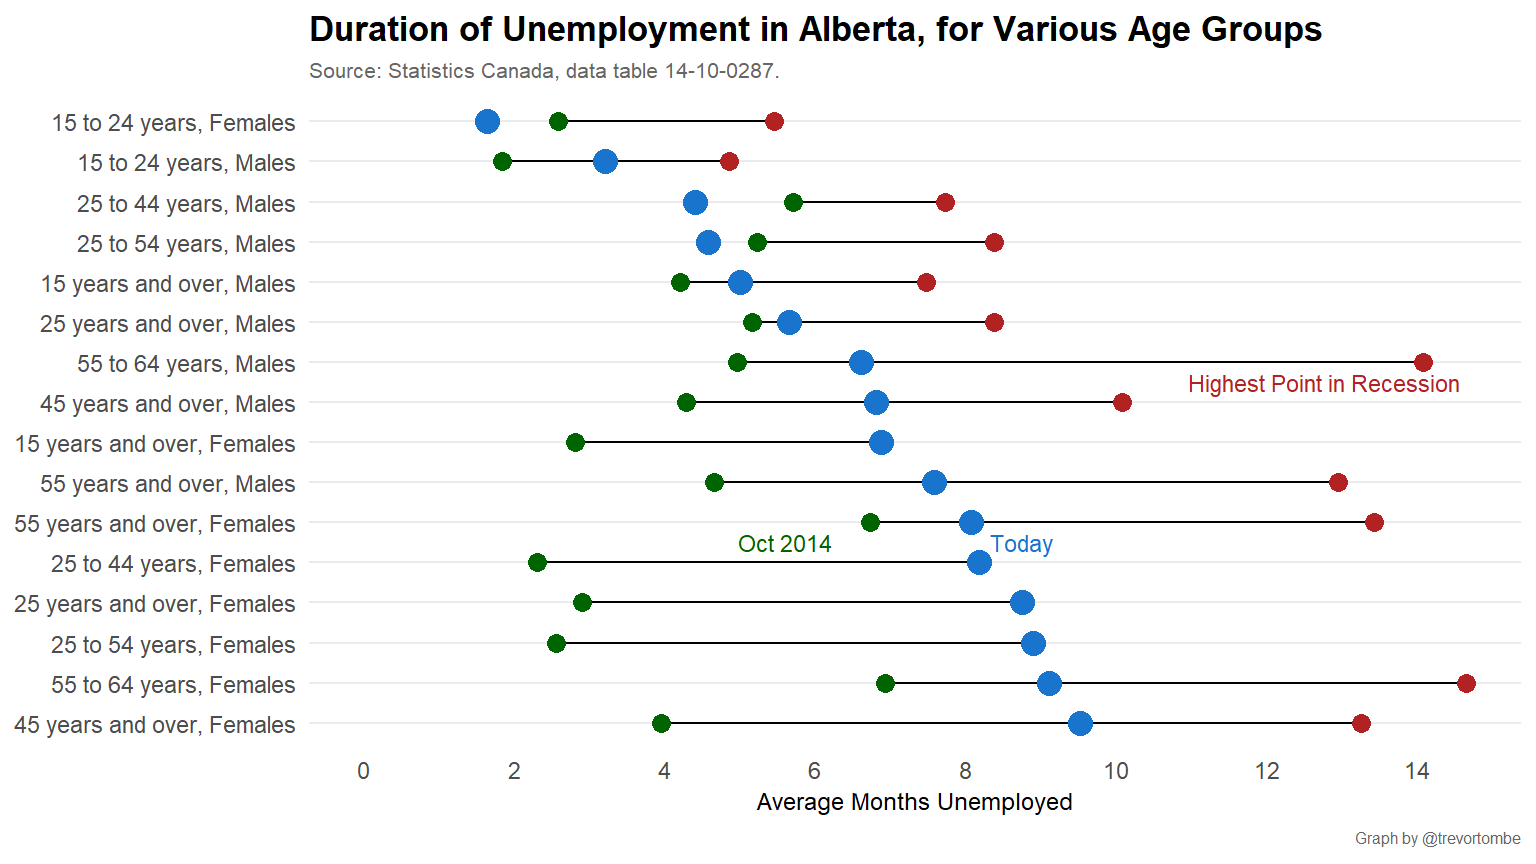 Duration of Unemployment in Alberta, for Various Age Groups
Source: Statistics Canada, data table 14-10-0287.
15 to 24 years, Females
15 to 24 years, Males
25 to 44 years, Males
25 to 54 years, Males
15 years and over, Males
25 years and over, Males
55 to 64 years, Males
Highest Point in Recession
45 years and over, Males
15 years and over, Females
55 years and over, Males
55 years and over, Females
Oct 2014 Today
25 to 44 years, Females
25 years and over, Females
25 to 54 years, Females
55 to 64 years, Females
45 years and over, Females
0 2 4 6 8 10 12 14
Average Months Unemployed
Graph by @trevortombe